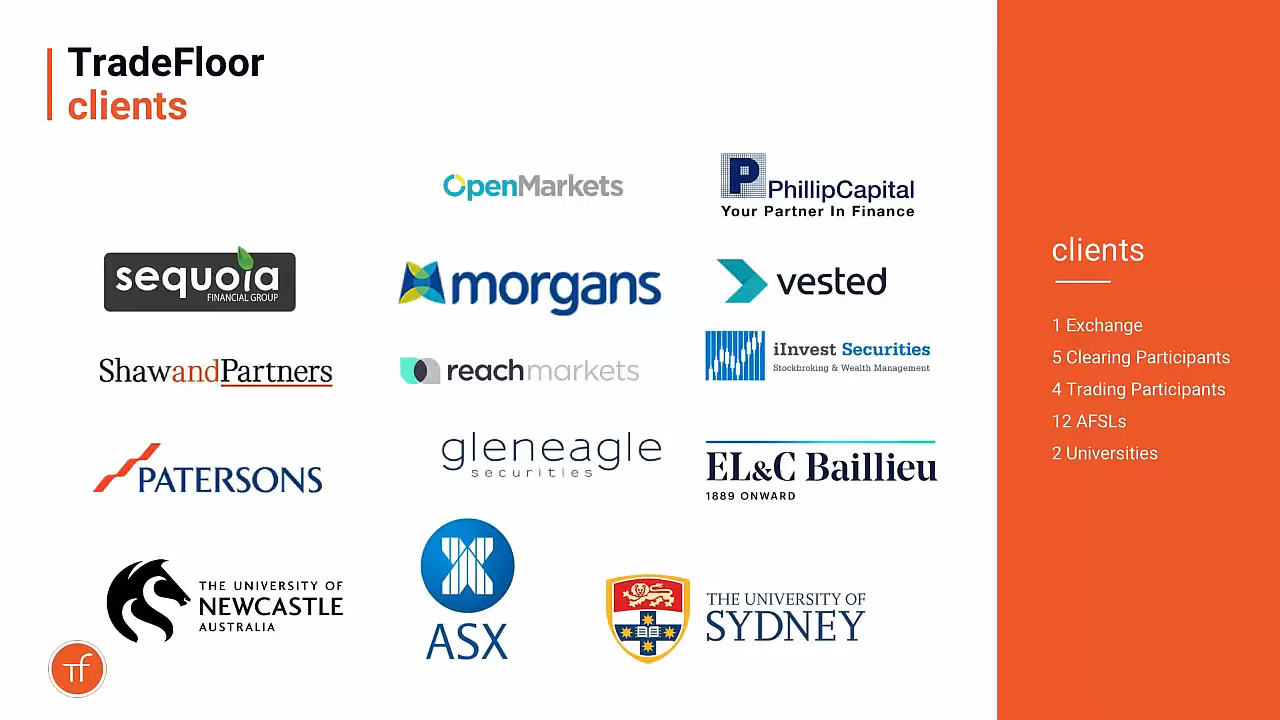 TradeFloor
clients
OpenMarkets
P
PhillipCapital
Your Partner In Finance
sequoia
FINANCIAL GROUP
morgans
vested
ShawandPartners
reachmarkets
iInvest Securities
Stockbroking & Wealth Management
PATERSONS
gleneagle
securities
EL&C Baillieu
1889 ONWARD
THE UNIVERSITY OF
NEWCASTLE
AUSTRALIA
ASX
THE UNIVERSITY OF
SYDNEY
TF
clients
1 Exchange
5 Clearing Participants
4 Trading Participants
12 AFSLs
2 Universities